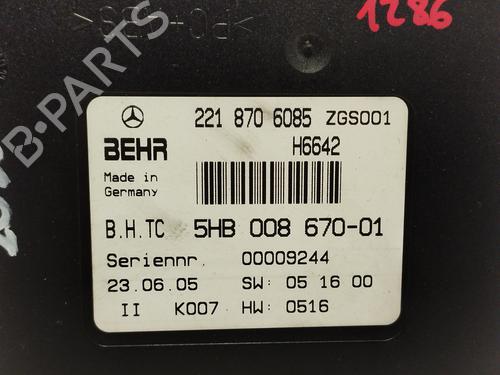 1286
221 870 6085 ZGS001
BEHR H6642
Made in
Germany
B.H.TC 5HB 008 670-01
Seriennr. 00009244
23.06.05 SW: 05 16 00
II K007 HW: 0516